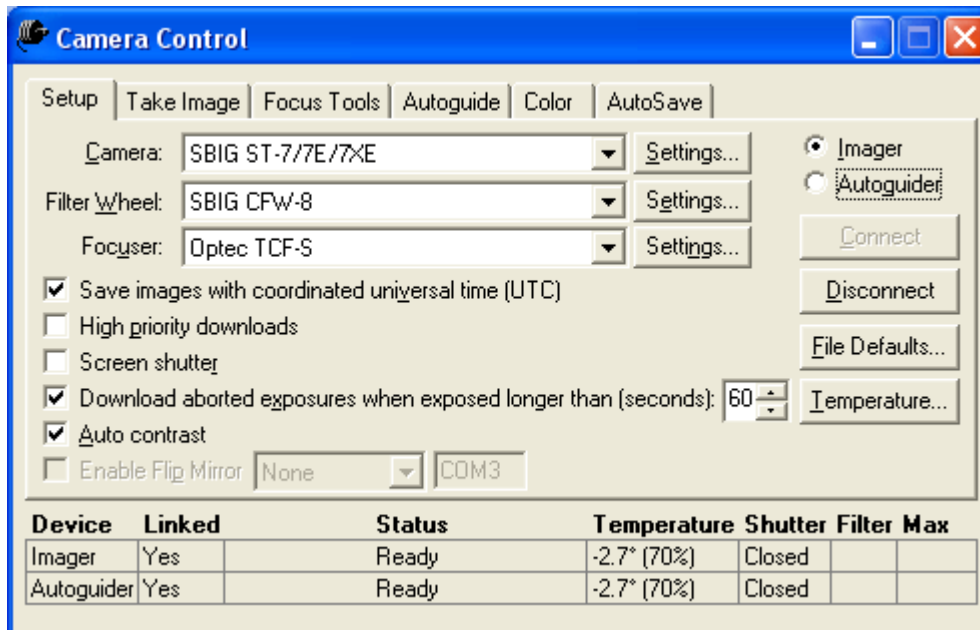 Camera Control
Setup Take Image Focus Tools Autoguide Color AutoSave
Camera: SBIG ST-7/7E/7XE Settings... Imager
Filter Wheel: SBIG CFW-8 Settings... Autoguider
Focuser: Optec TCF-S Settings... Connect
Save images with coordinated universal time (UTC) Disconnect
High priority downloads
Screen shutter File Defaults...
Download aborted exposures when exposed longer than (seconds): 60 Temperature...
Auto contrast
Enable Flip Mirror None COM3
Device Linked Status Temperature Shutter Filter Max
Imager Yes Ready -2.7° (70%) Closed
Autoguider Yes Ready -2.7° (70%) Closed